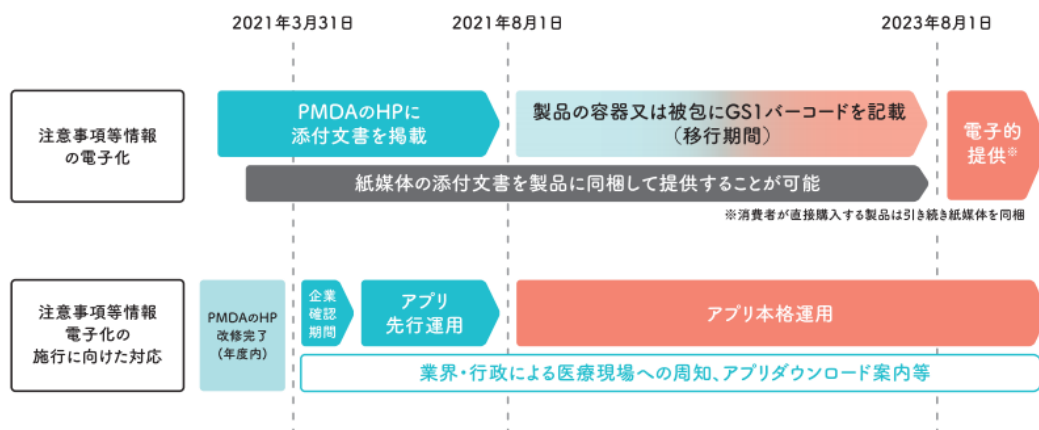 2021年3月31日
2021年8月1日
2023年8月1日
注意事項等情報
の電子化
PMDAのHPに
添付文書を掲載
製品の容器又は被包にGS1バーコードを記載
（移行期間）
電子的
提供※
紙媒体の添付文書を製品に同梱して提供することが可能
※消費者が直接購入する製品は引き続き紙媒体を同梱
注意事項等情報
電子化の
施行に向けた対応
PMDAのHP
改修完了
（年度内）
企業
確認
期間
アプリ
先行運用
アプリ本格運用
業界・行政による医療現場への周知、アプリダウンロード案内等